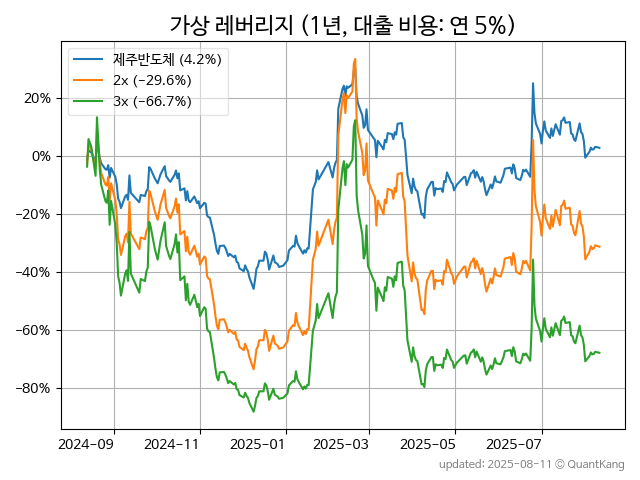 가상 레버리지 (1년, 대출 비용: 연 5%)
제주반도체 (4.2%)
2x (−29.6%)
3x (−66.7%)
20%
0%
−20%
−40%
−60%
−80%
2024-09
2024-11
2025-01
2025-03
2025-05
2025-07
updated: 2025-08-11 © QuantKang